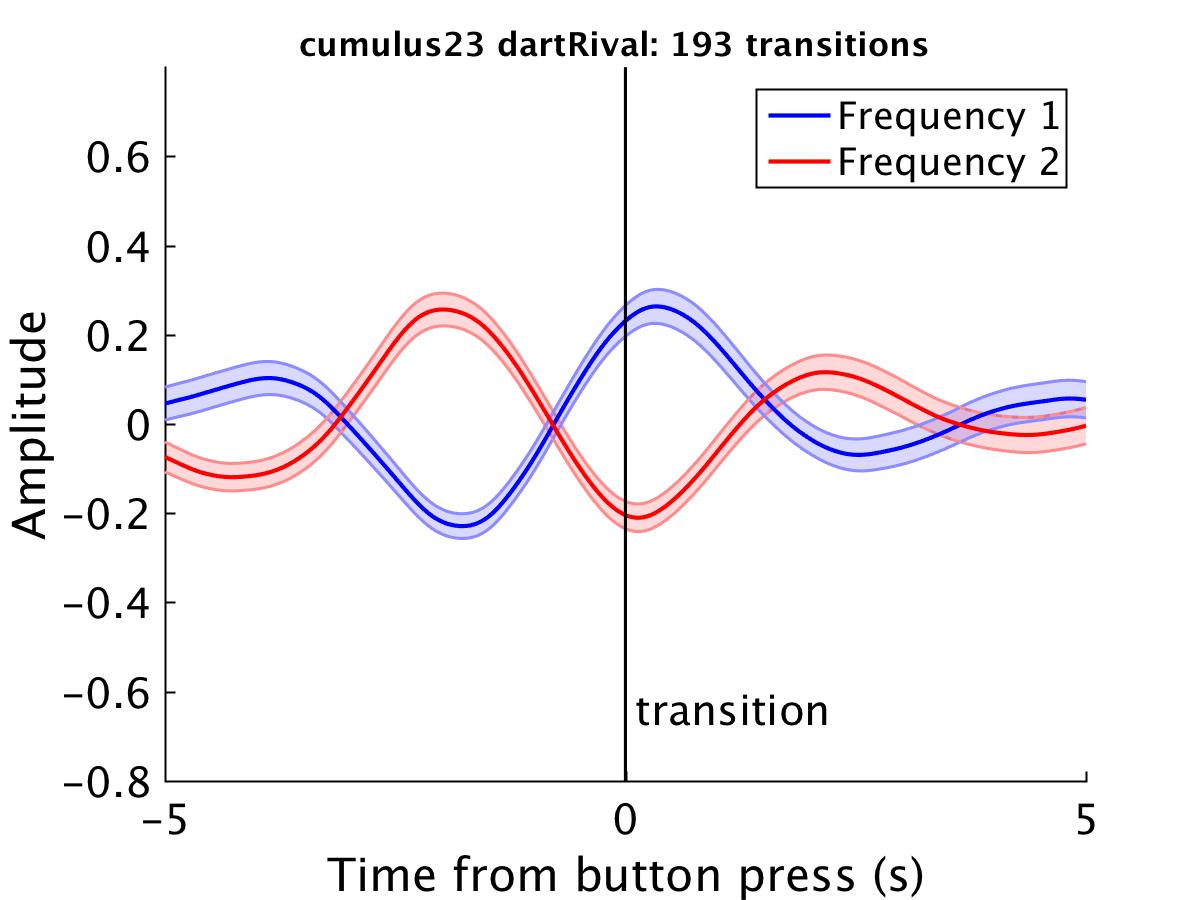 cumulus23 dartRival: 193 transitions
Frequency 1
Frequency 2
0.6
0.4
0.2
0
−0.2
−0.4
−0.6
−0.8
Amplitude
transition
−5
0
5
Time from button press (s)